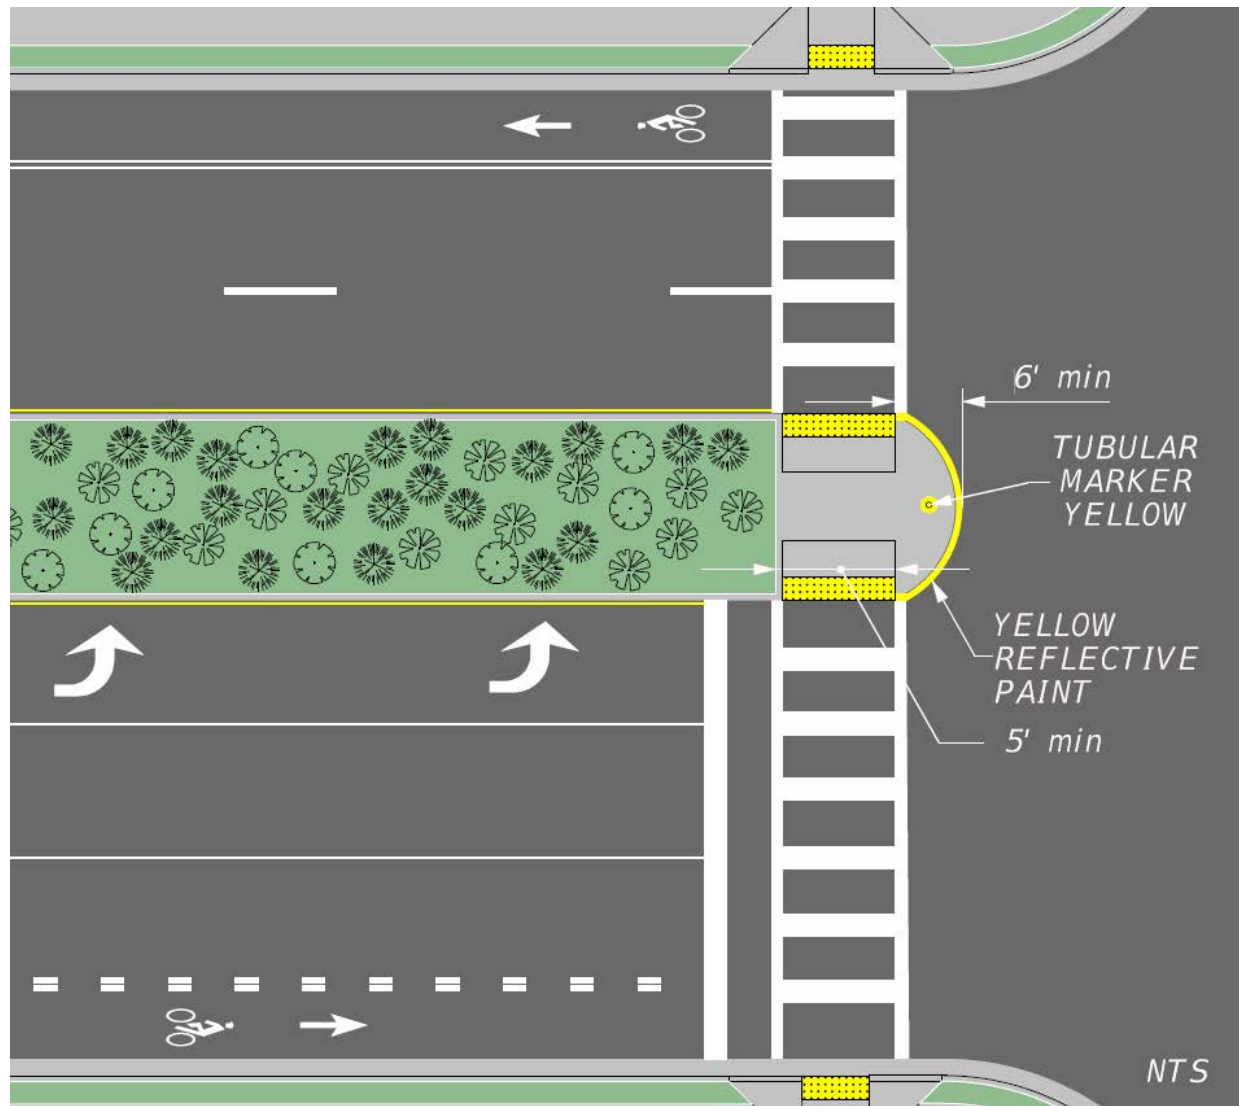 6' min
TUBULAR
MARKER
YELLOW
YELLOW
REFLECTIVE
PAINT
5' min
NTS